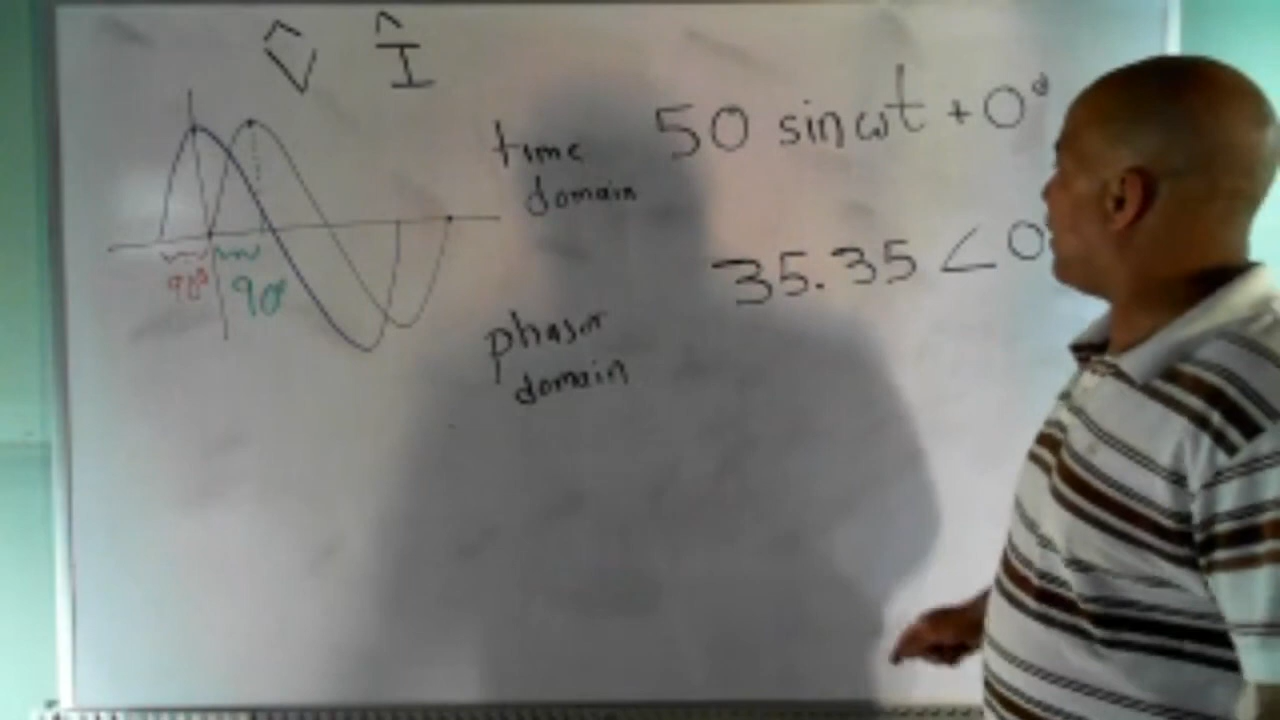 V̂ Î
time domain
50 sin ωt + 0°
35.35 ∠ 0
90° 90°
phasor domain